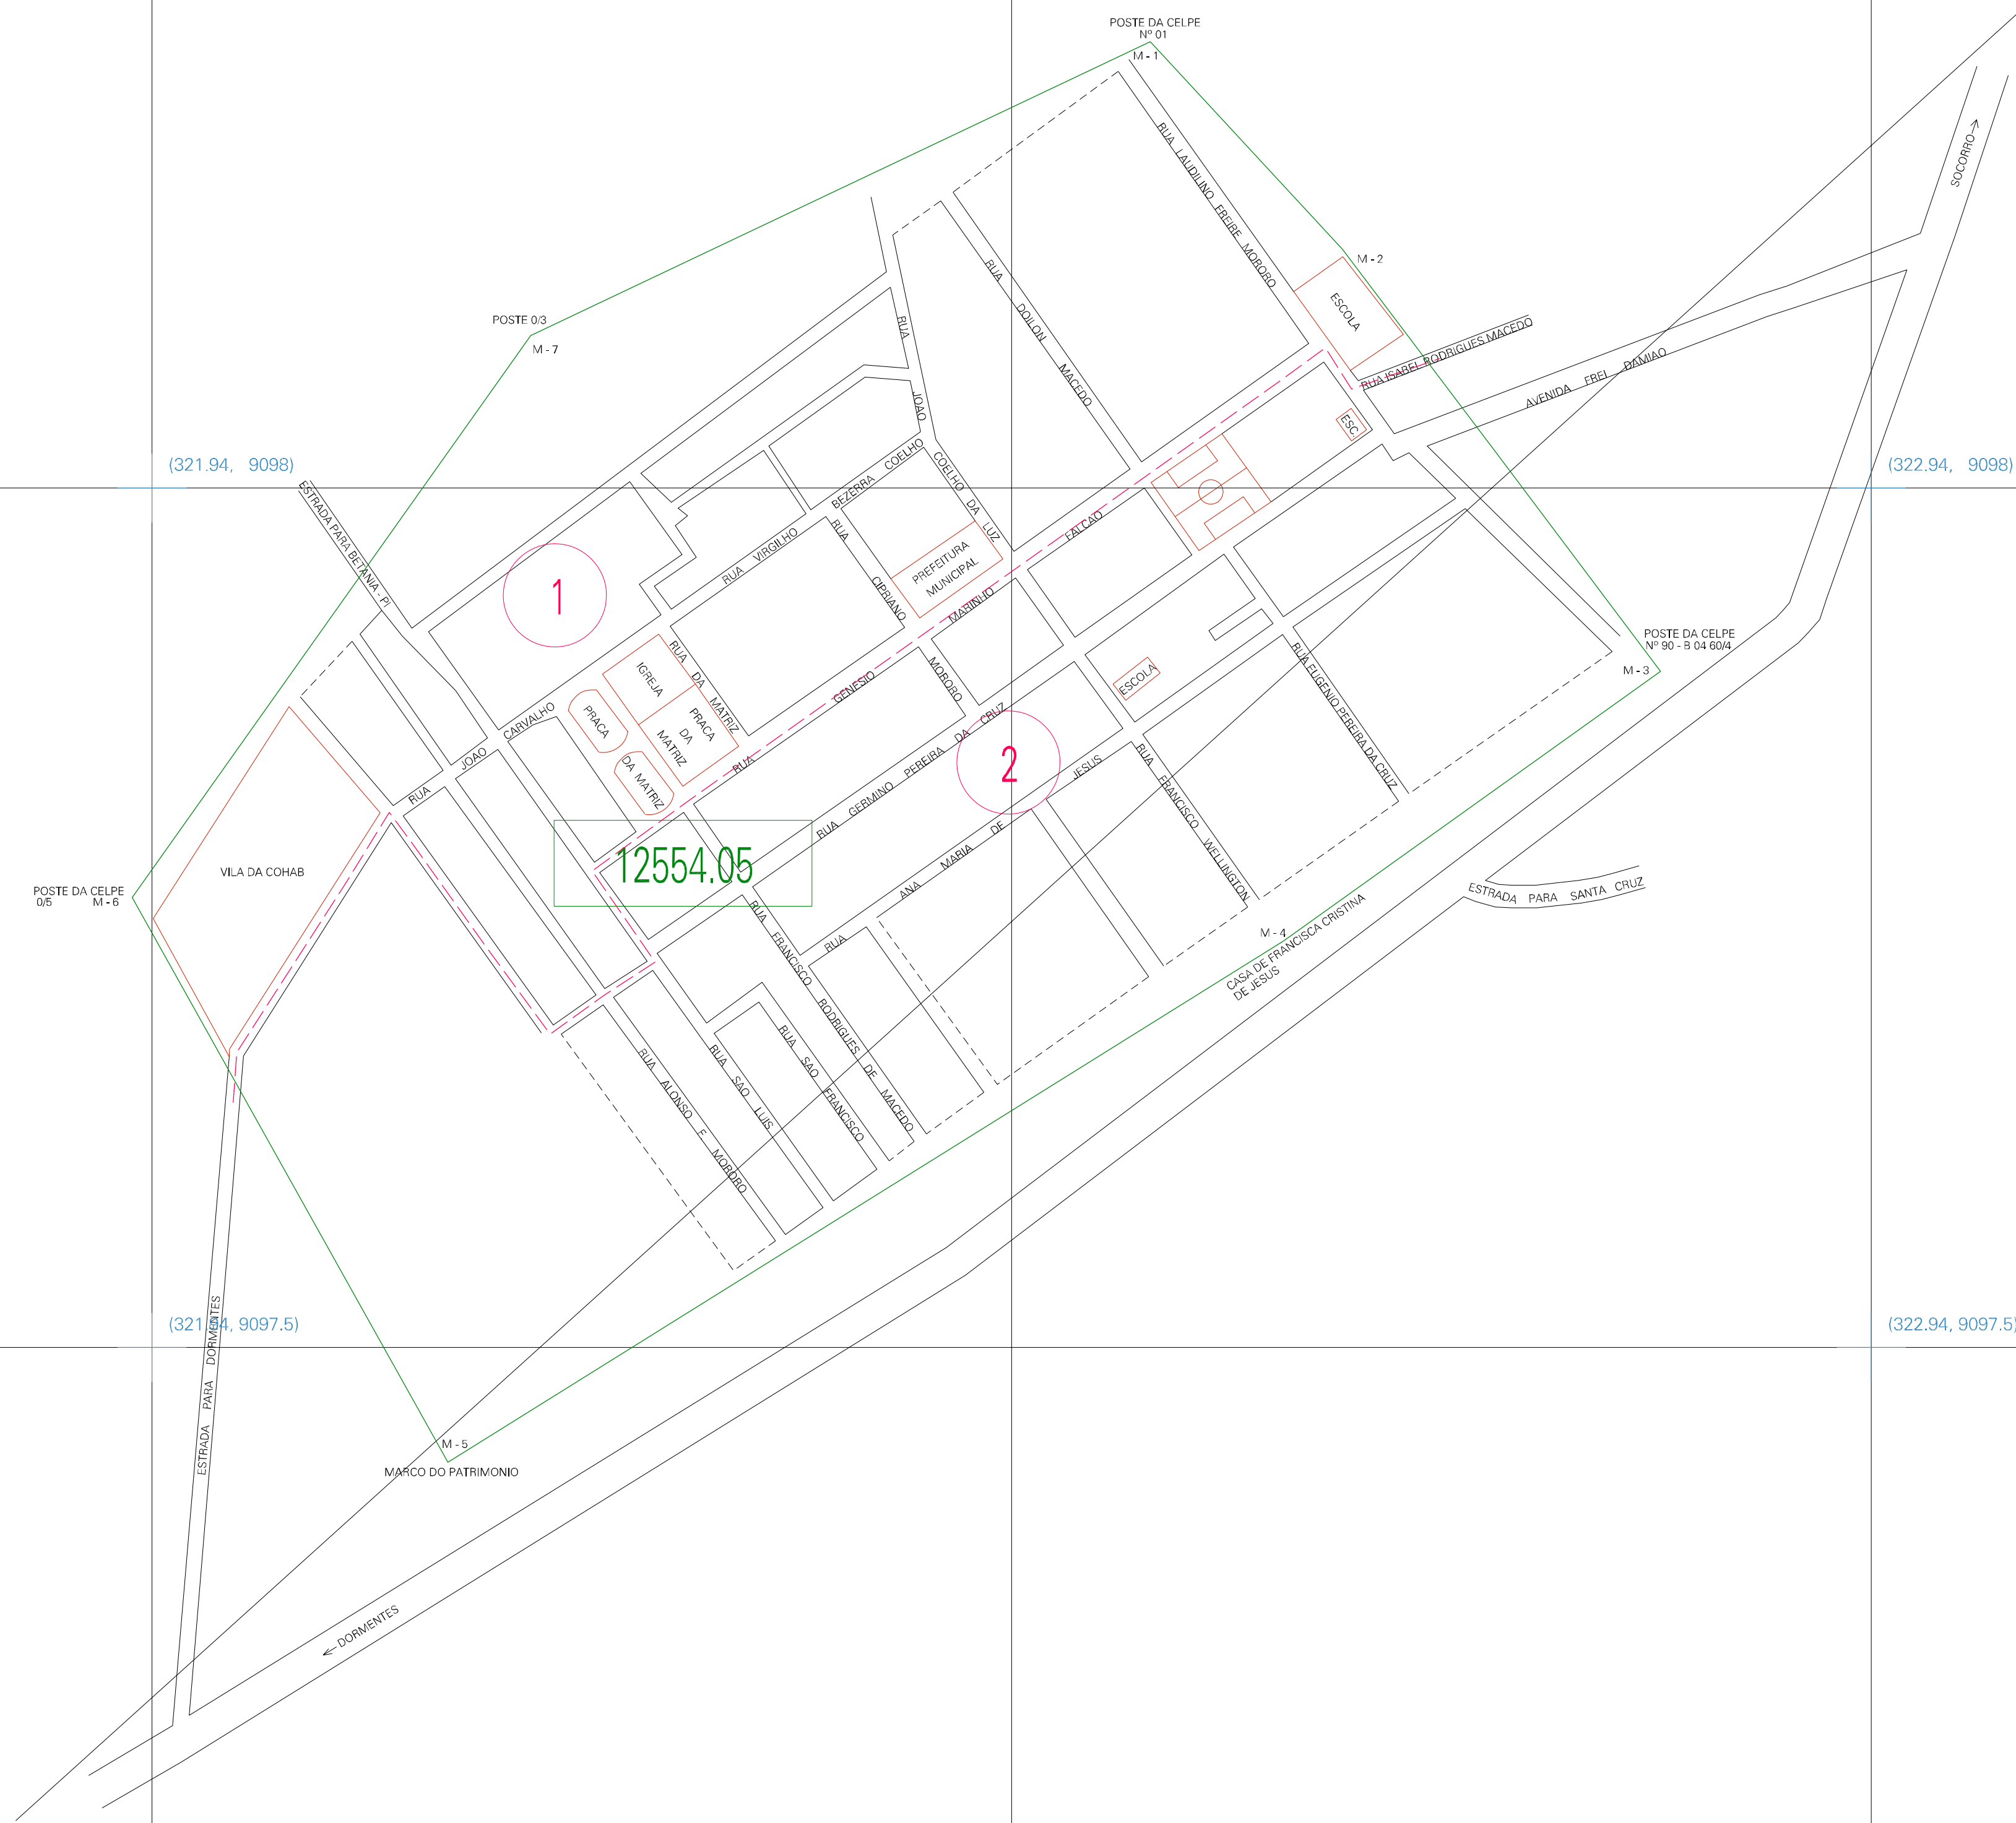 POSTE DA CELPE
Nº 01
M - 1
RUA LAUDILINO FREIRE MORORO
SOCORRO
M - 2
ESCOLA
RUA DOILON MACEDO
POSTE 0/3
M - 7
RUA ISABEL RODRIGUES MACEDO
AVENIDA FREI DAMIAO
RUA JOAO COELHO DA LUZ
ESC.
(321.94, 9098)
(322.94, 9098)
ESTRADA PARA BETANIA - PI
RUA VIRGILHO BEZERRA COELHO
RUA CIPRIANO MORORO
PREFEITURA
MUNICIPAL
1
RUA GENESIO MARINHO FALCAO
POSTE DA CELPE
Nº 90 - B 04 60/4
M - 3
RUA DA MATRIZ
IGREJA
PRACA
DA
MATRIZ
PRACA
DA MATRIZ
RUA JOAO CARVALHO
ESCOLA
RUA EUGENIO PEREIRA DA CRUZ
RUA GERMINO PEREIRA DA CRUZ
2
RUA ANA MARIA DE JESUS
RUA FRANCISCO WELLINGTON
12554.05
VILA DA COHAB
POSTE DA CELPE
0/5 M - 6
ESTRADA PARA SANTA CRUZ
M - 4
CASA DE FRANCISCA CRISTINA
DE JESUS
RUA FRANCISCO RODRIGUES DE MACEDO
RUA SAO FRANCISCO
RUA SAO LUIS
RUA ALONSO F. MORORO
(321.94, 9097.5)
(322.94, 9097.5)
ESTRADA PARA DORMENTES
M - 5
MARCO DO PATRIMONIO
DORMENTES